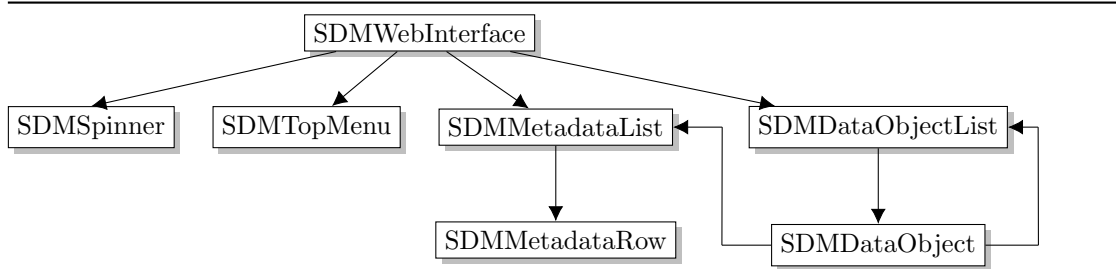 SDMWebInterface
SDMSpinner
SDMTopMenu
SDMMetadataList
SDMDataObjectList
SDMMetadataRow
SDMDataObject